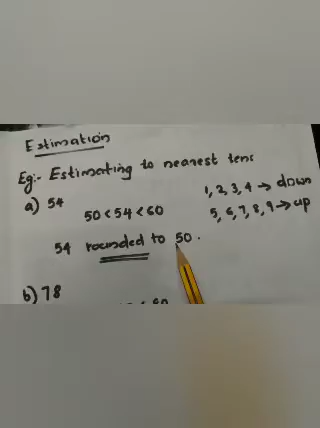 Estimation
Eg:- Estimating to nearest tens
a) 54
1, 2, 3, 4 → down
50 < 54 < 60
5, 6, 7, 8, 9 → up
54 rounded to 50.
b) 78